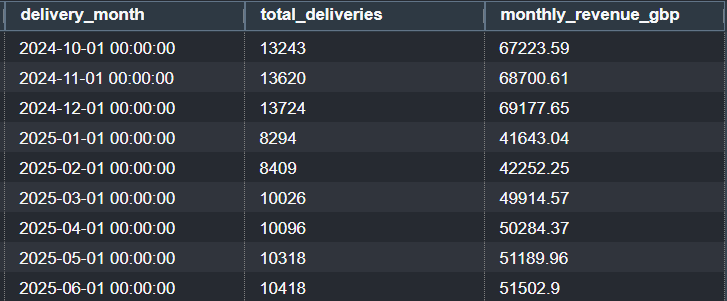 delivery_month total_deliveries monthly_revenue_gbp
2024-10-01 00:00:00 13243 67223.59
2024-11-01 00:00:00 13620 68700.61
2024-12-01 00:00:00 13724 69177.65
2025-01-01 00:00:00 8294 41643.04
2025-02-01 00:00:00 8409 42252.25
2025-03-01 00:00:00 10026 49914.57
2025-04-01 00:00:00 10096 50284.37
2025-05-01 00:00:00 10318 51189.96
2025-06-01 00:00:00 10418 51502.9